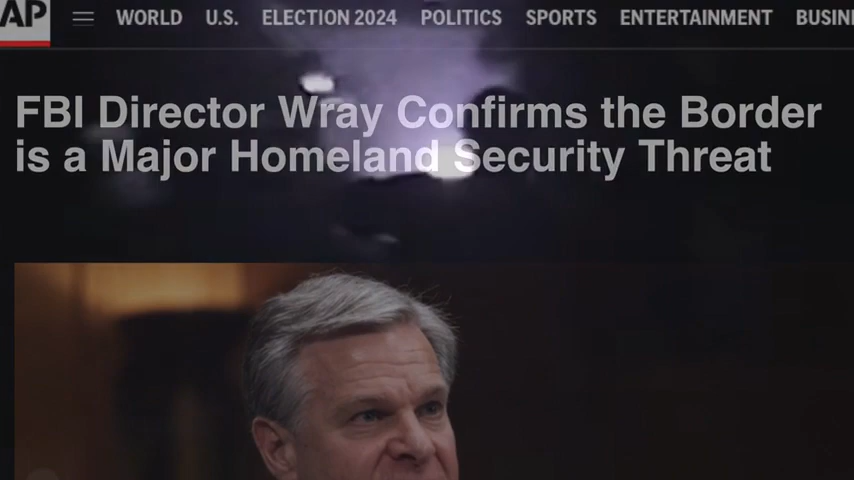 AP WORLD U.S. ELECTION 2024 POLITICS SPORTS ENTERTAINMENT
FBI Director Wray Confirms the Border
is a Major Homeland Security Threat